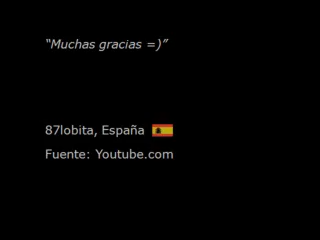 “Muchas gracias =)”
87lobita, España
Fuente: Youtube.com